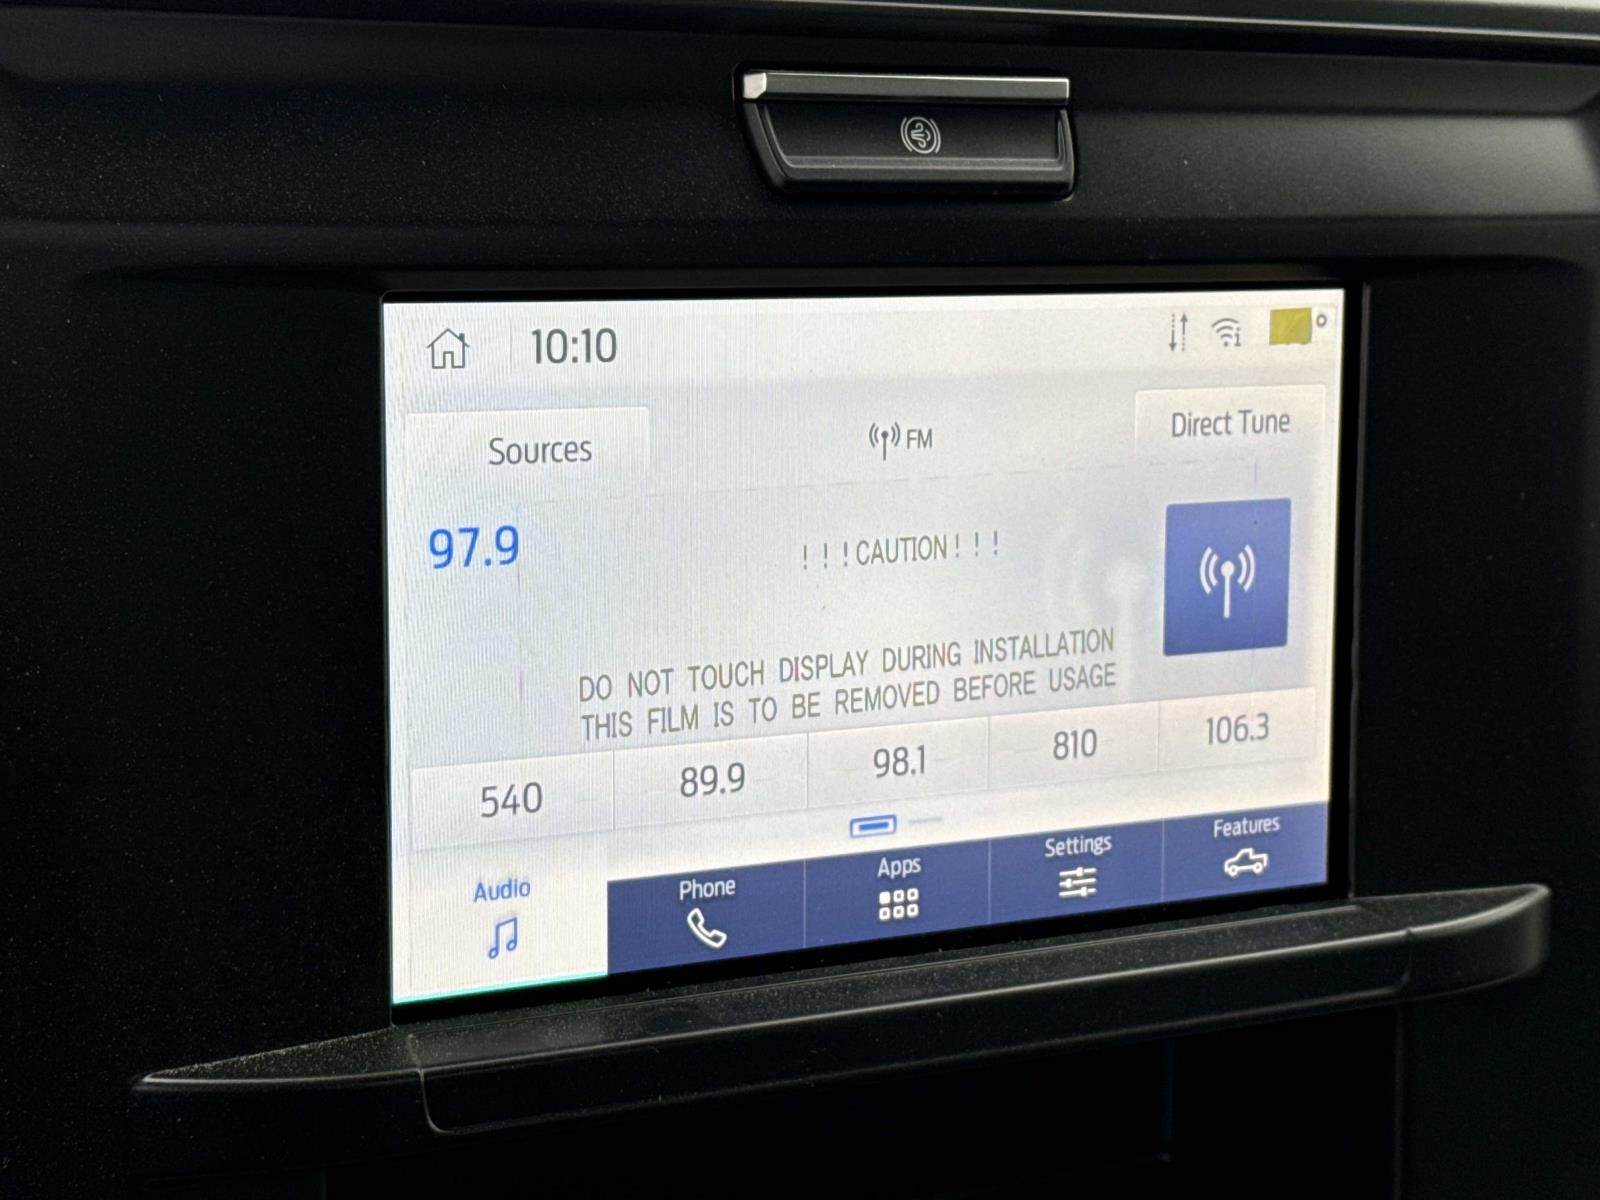 10:10
Sources
FM
Direct Tune
97.9
! ! ! CAUTION ! ! !
DO NOT TOUCH DISPLAY DURING INSTALLATION
THIS FILM IS TO BE REMOVED BEFORE USAGE
540 89.9 98.1 810 106.3
Audio Phone Apps Settings Features